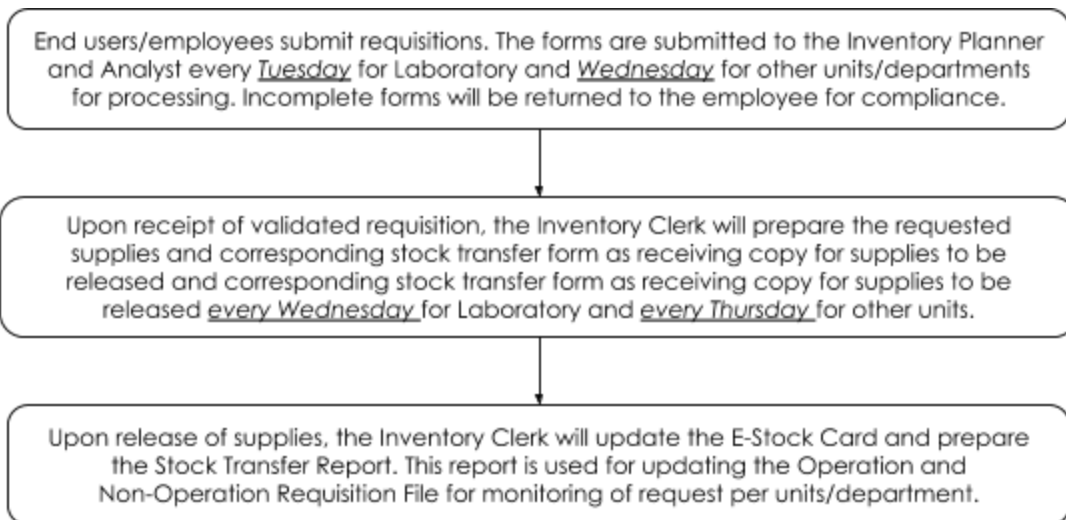 End users/employees submit requisitions. The forms are submitted to the Inventory Planner
and Analyst every Tuesday for Laboratory and Wednesday for other units/departments
for processing. Incomplete forms will be returned to the employee for compliance.
Upon receipt of validated requisition, the Inventory Clerk will prepare the requested
supplies and corresponding stock transfer form as receiving copy for supplies to be
released and corresponding stock transfer form as receiving copy for supplies to be
released every Wednesday for Laboratory and every Thursday for other units.
Upon release of supplies, the Inventory Clerk will update the E-Stock Card and prepare
the Stock Transfer Report. This report is used for updating the Operation and
Non-Operation Requisition File for monitoring of request per units/department.